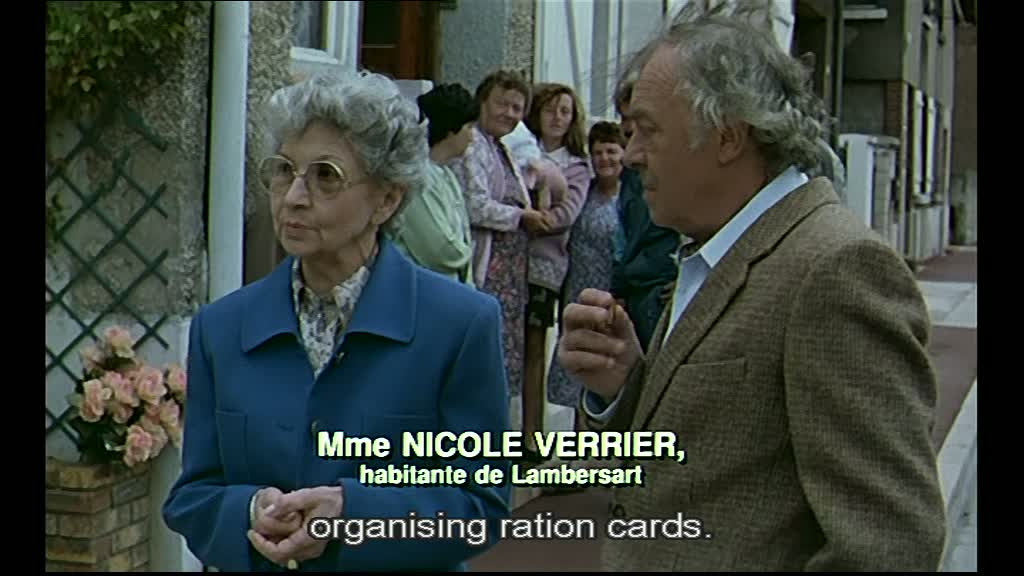 Mme NICOLE VERRIER,
habitante de Lambersart
organising ration cards.